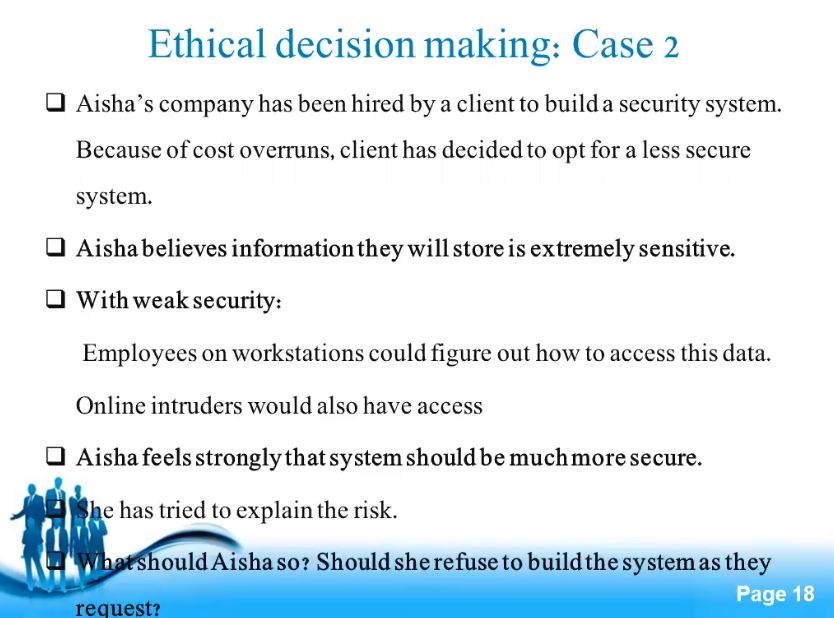 Ethical decision making: Case 2
❑ Aisha's company has been hired by a client to build a security system.
Because of cost overruns, client has decided to opt for a less secure
system.
❑ Aisha believes information they will store is extremely sensitive.
❑ With weak security:
Employees on workstations could figure out how to access this data.
Online intruders would also have access
❑ Aisha feels strongly that system should be much more secure.
❑ She has tried to explain the risk.
❑ What should Aisha so? Should she refuse to build the system as they
request?
Page 18